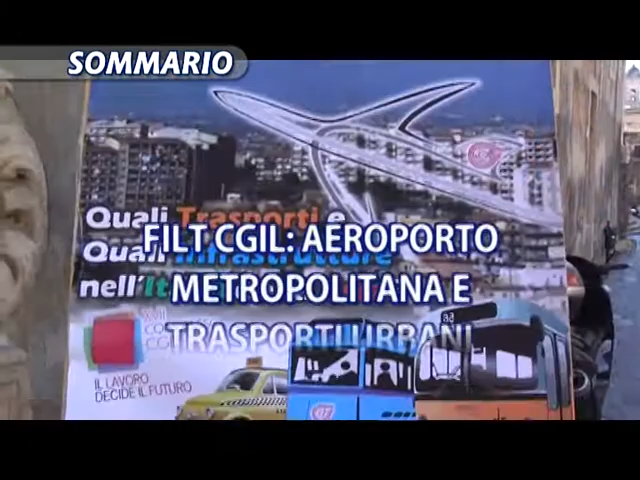 SOMMARIO
Quali Trasporti e
Quali Infrastrutture
nell'It
FILT CGIL: AEROPORTO
METROPOLITANA E
TRASPORTI URBANI
IL LAVORO
DECIDE IL FUTURO